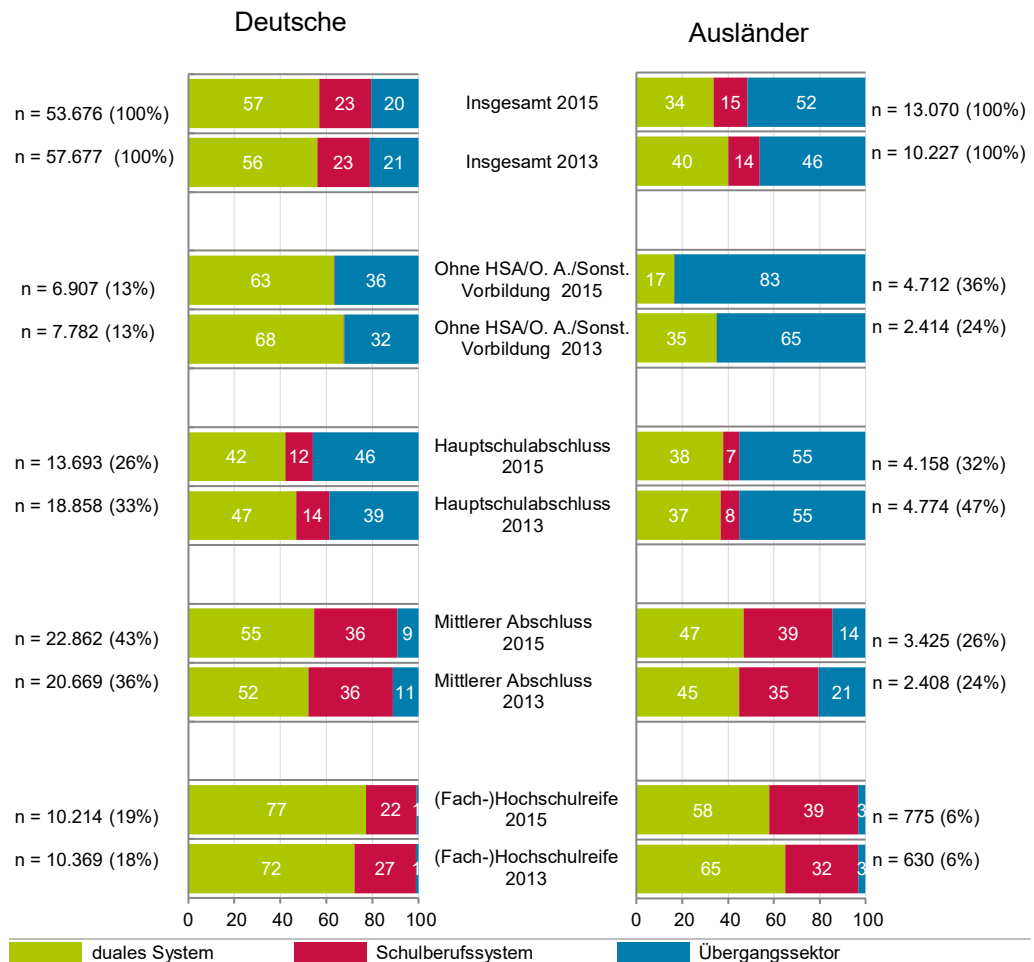 Deutsche
Ausländer
n = 53.676 (100%)
57 23 20
Insgesamt 2015
34 15 52
n = 13.070 (100%)
n = 57.677 (100%)
56 23 21
Insgesamt 2013
40 14 46
n = 10.227 (100%)
n = 6.907 (13%)
63 36
Ohne HSA/O. A./Sonst.
Vorbildung 2015
17 83
n = 4.712 (36%)
n = 7.782 (13%)
68 32
Ohne HSA/O. A./Sonst.
Vorbildung 2013
35 65
n = 2.414 (24%)
n = 13.693 (26%)
42 12 46
Hauptschulabschluss
2015
38 7 55
n = 4.158 (32%)
n = 18.858 (33%)
47 14 39
Hauptschulabschluss
2013
37 8 55
n = 4.774 (47%)
n = 22.862 (43%)
55 36 9
Mittlerer Abschluss
2015
47 39 14
n = 3.425 (26%)
n = 20.669 (36%)
52 36 11
Mittlerer Abschluss
2013
45 35 21
n = 2.408 (24%)
n = 10.214 (19%)
77 22 1
(Fach-)Hochschulreife
2015
58 39 3
n = 775 (6%)
n = 10.369 (18%)
72 27 1
(Fach-)Hochschulreife
2013
65 32 3
n = 630 (6%)
0 20 40 60 80 100
0 20 40 60 80 100
duales System
Schulberufssystem
Übergangssektor